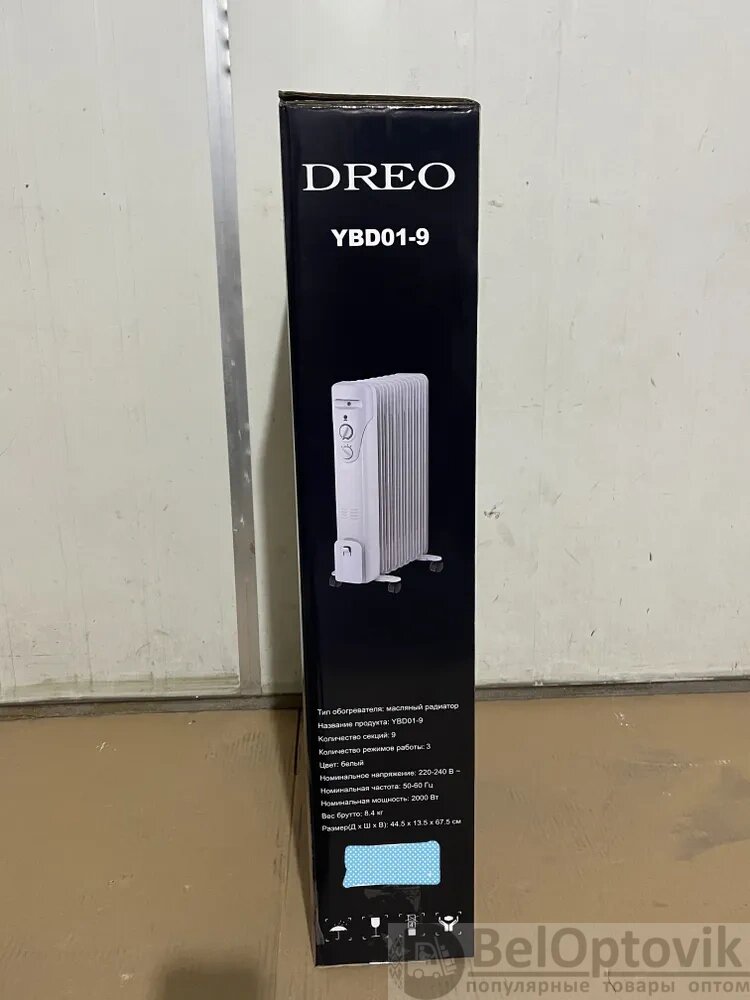 DREO
YBD01-9
Тип обогревателя: масляный радиатор
Название продукта: YBD01-9
Количество секций: 9
Количество режимов работы: 3
Цвет: белый
Номинальное напряжение: 220-240 В ~
Номинальная частота: 50-60 Гц
Номинальная мощность: 2000 Вт
Вес брутто: 8.4 кг
Размер(Д x Ш x В): 44.5 x 13.5 x 67.5 см
BelOptovik
популярные товары оптом